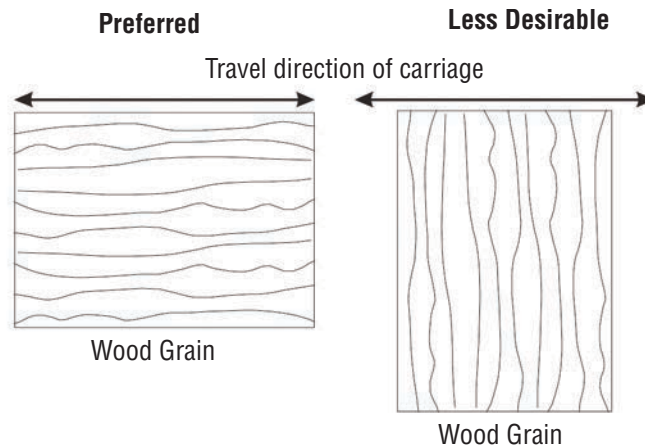 Preferred
Less Desirable
Travel direction of carriage
Wood Grain
Wood Grain